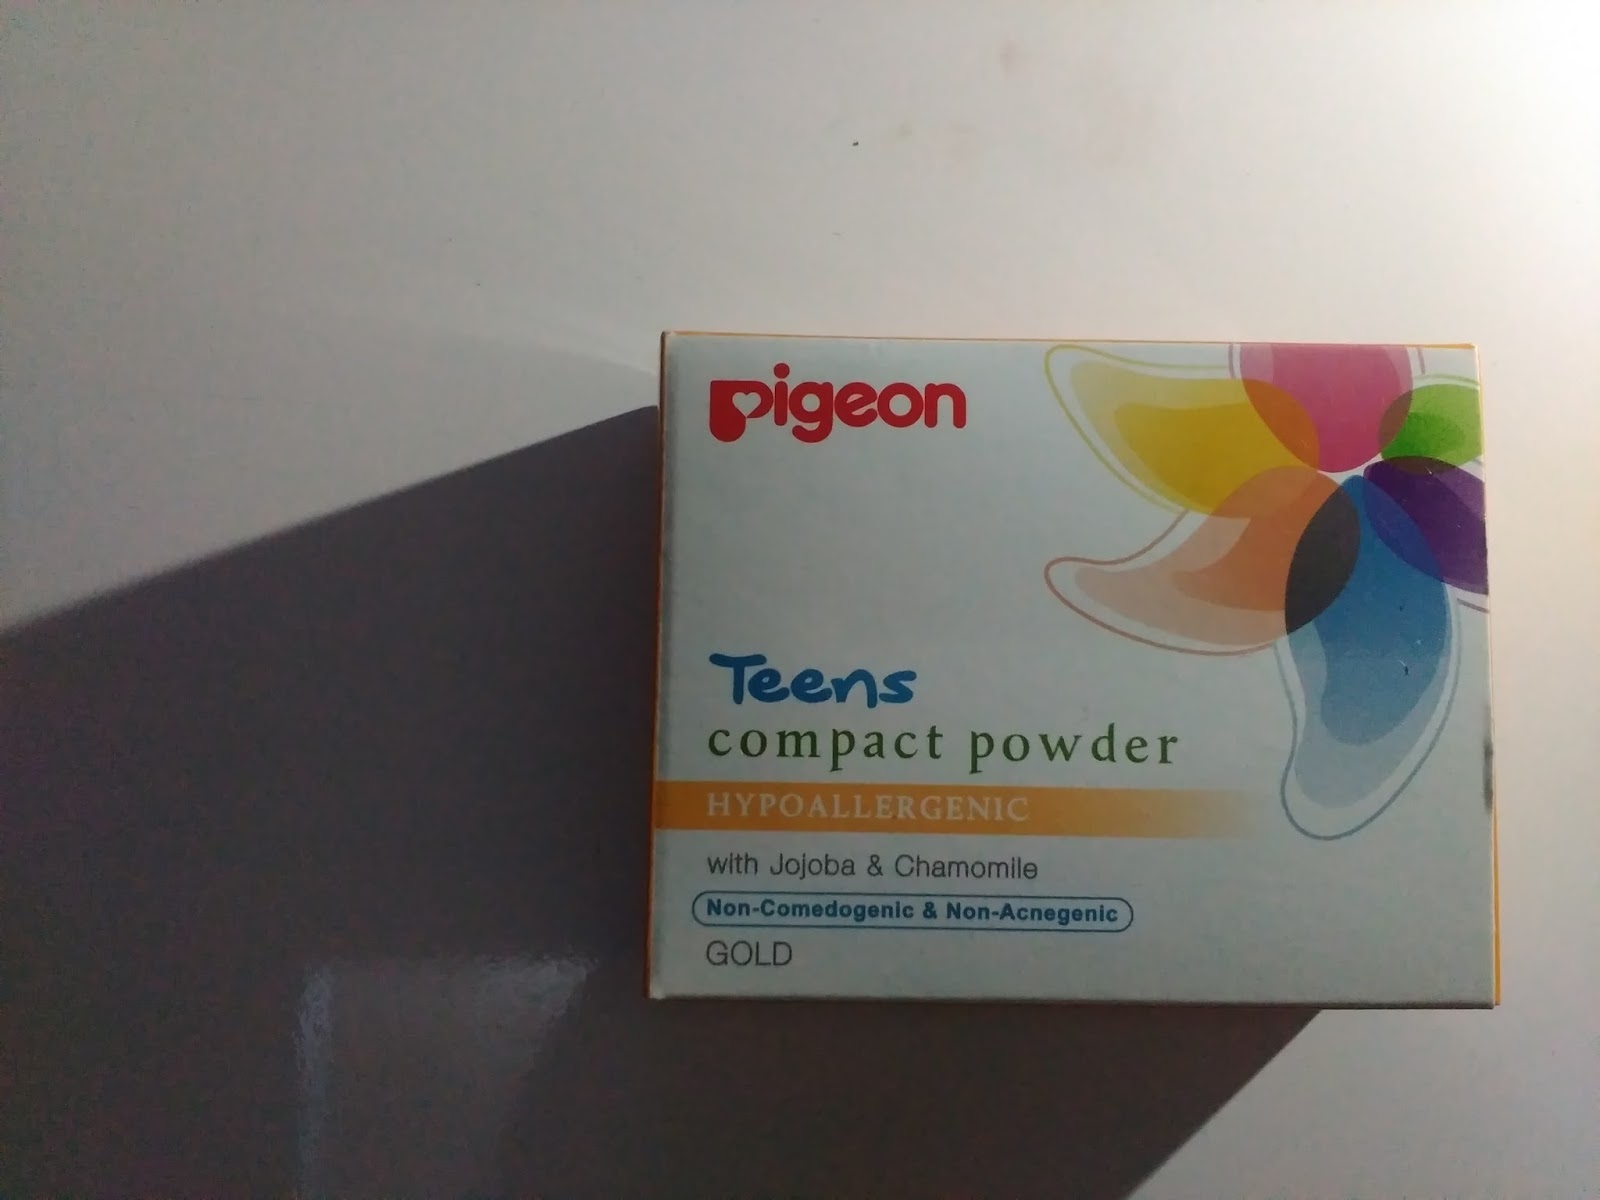 pigeon
Teens
compact powder
HYPOALLERGENIC
with Jojoba & Chamomile
Non-Comedogenic & Non-Acnegenic
GOLD